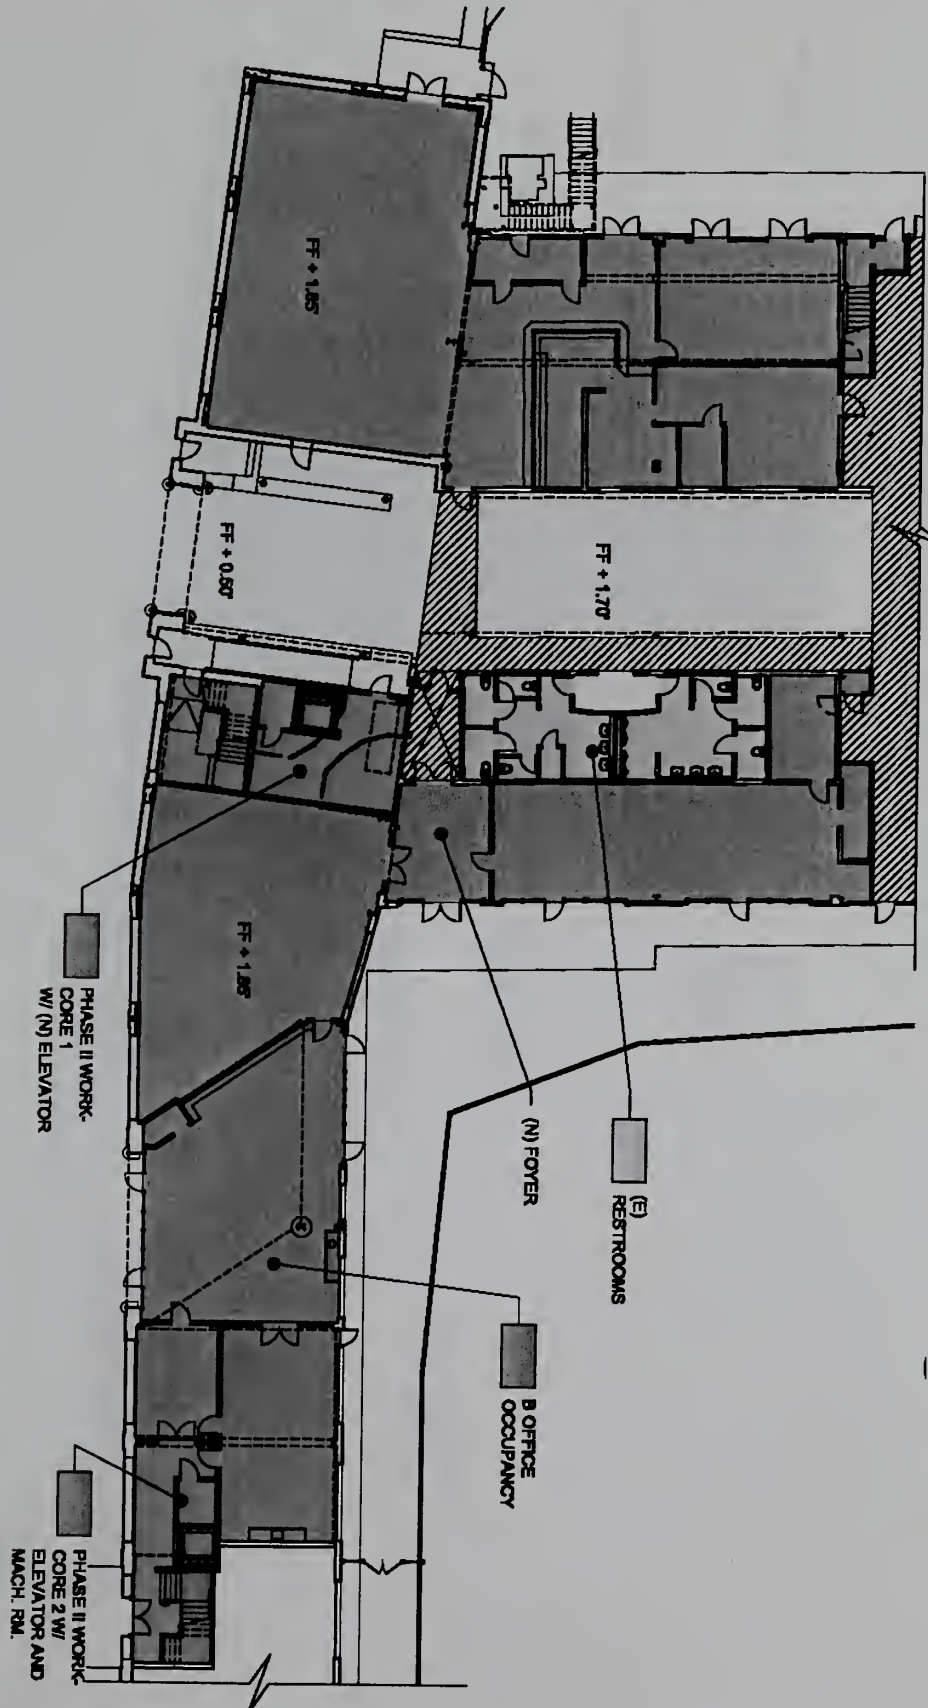 FF + 1.70'
(E)
RESTROOMS
(N) FOYER
B OFFICE
OCCUPANCY
FF + 1.85'
FF + 0.50'
FF + 1.85'
PHASE II WORK-
CORE 1
W/ (N) ELEVATOR
PHASE II WORK-
CORE 2 W/
ELEVATOR AND
MACH. RM.